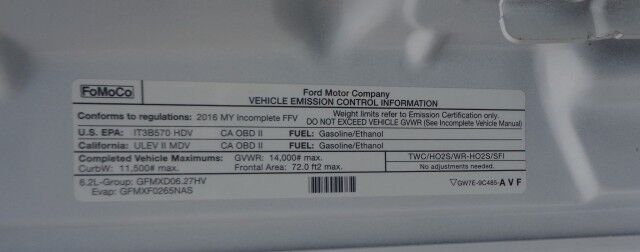 FoMoCo
Ford Motor Company
VEHICLE EMISSION CONTROL INFORMATION
Conforms to regulations: 2016 MY Incomplete FFV
Weight limits refer to Emission Certification only.
DO NOT EXCEED VEHICLE GVWR (See Incomplete Vehicle Manual)
U.S. EPA: IT3B570 HDV CA OBD II FUEL: Gasoline/Ethanol
California: ULEV II MDV CA OBD II FUEL: Gasoline/Ethanol
Completed Vehicle Maximums: GVWR: 14,000# max. TWC/HO2S/WR-HO2S/SFI
CurbW: 11,500# max. Frontal Area: 72.0 ft2 max. No adjustments needed.
6.2L-Group: GFMXD06.27HV
Evap: GFMXF0265NAS
▽GW7E-9C485-AVF